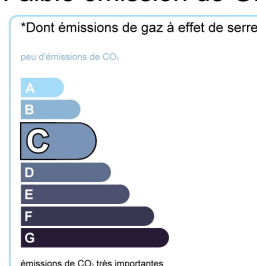 *Dont émissions de gaz à effet de serre
peu d'émissions de CO₂
A
B
C
D
E
F
G
émissions de CO₂ très importantes